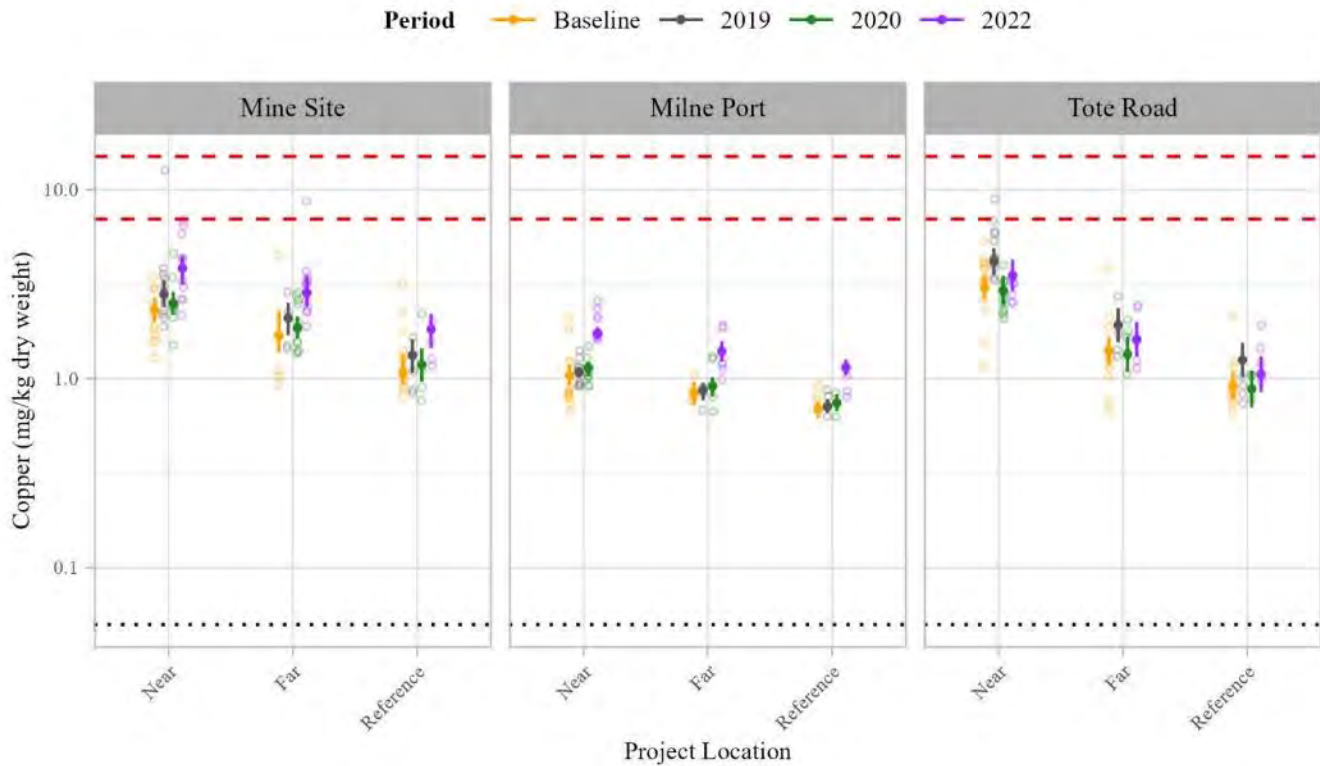 Period Baseline 2019 2020 2022
Mine Site Milne Port Tote Road
Copper (mg/kg dry weight)
10.0
1.0
0.1
Near Far Reference Near Far Reference Near Far Reference
Project Location